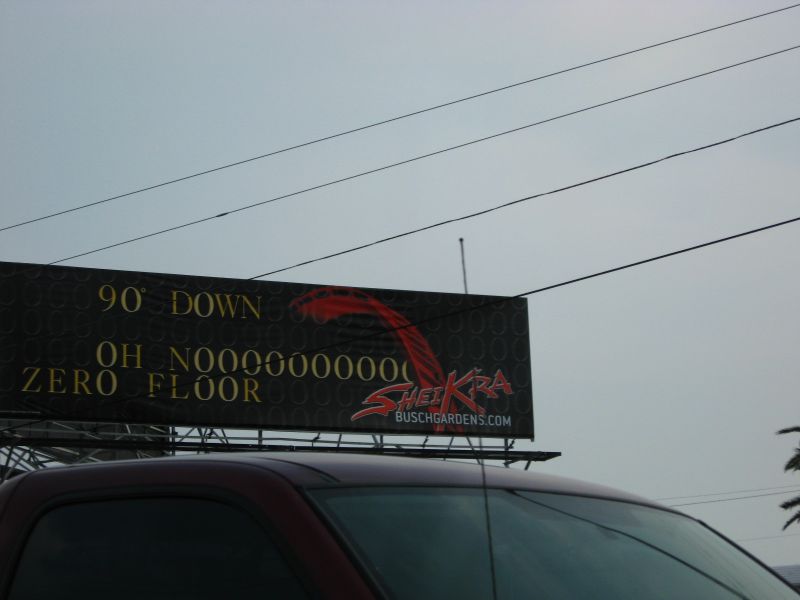 90° DOWN
OH NOOOOOOOOOO
ZERO FLOOR
SHEIKRA
BUSCHGARDENS.COM